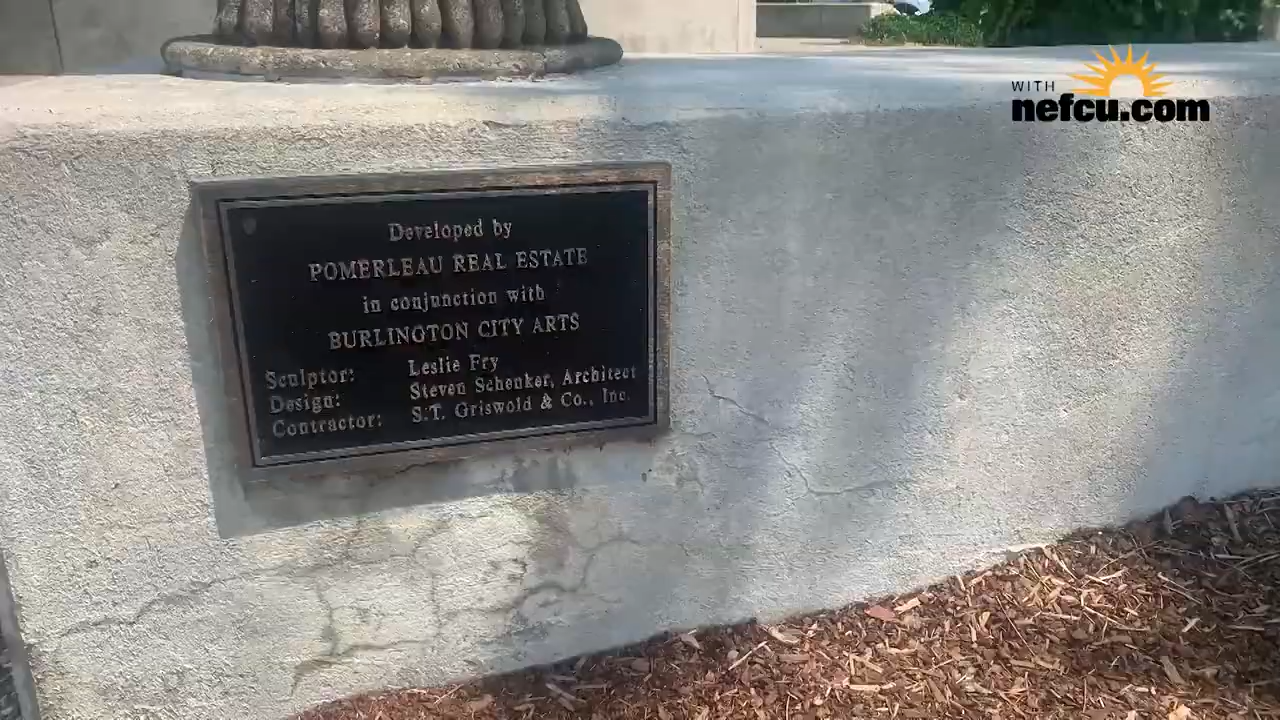 WITH
nefcu.com
Developed by
POMERLEAU REAL ESTATE
in conjunction with
BURLINGTON CITY ARTS
Sculptor: Leslie Fry
Design: Steven Schenker, Architect
Contractor: S.T. Griswold & Co., Inc.